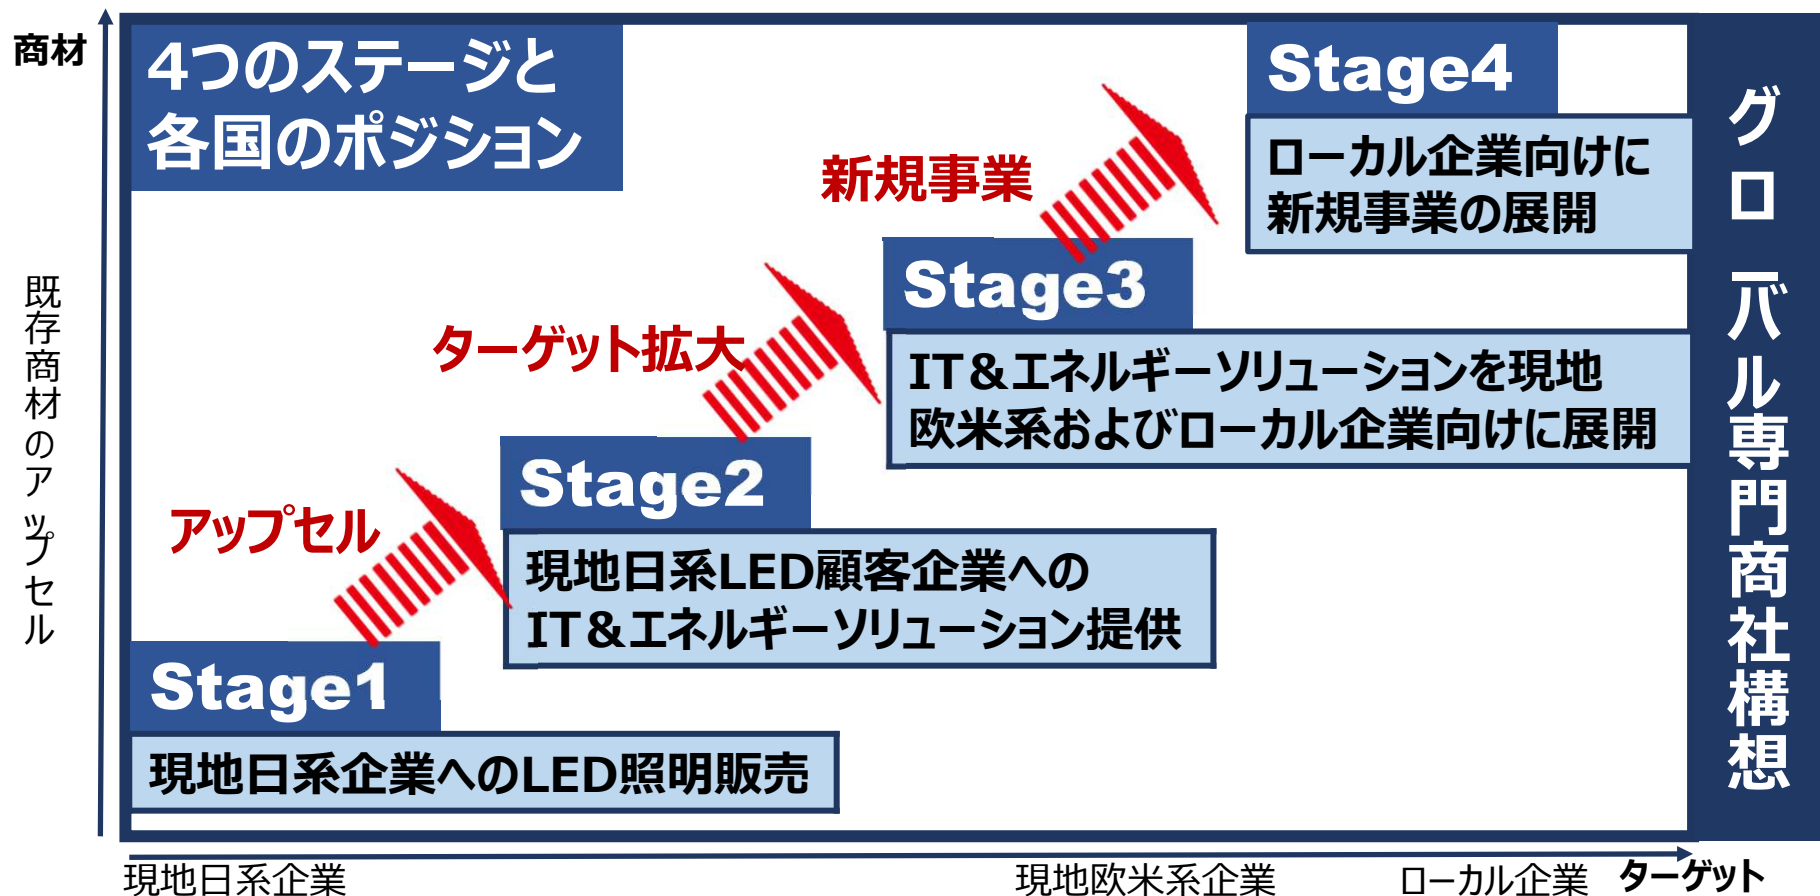 商材
4つのステージと
各国のポジション
Stage4
ローカル企業向けに
新規事業の展開
新規事業
Stage3
IT&エネルギーソリューションを現地
欧米系およびローカル企業向けに展開
ターゲット拡大
Stage2
現地日系LED顧客企業への
IT&エネルギーソリューション提供
アップセル
Stage1
現地日系企業へのLED照明販売
既存商材のアップセル
グローバル専門商社構想
現地日系企業
現地欧米系企業
ローカル企業
ターゲット